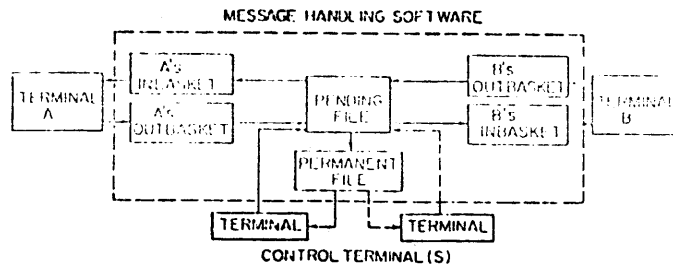 MESSAGE HANDLING SOFTWARE
TERMINAL
A
A's
INBASKET
A's
OUTBASKET
PENDING
FILE
PERMANENT
FILE
B's
OUTBASKET
B's
INBASKET
TERMINAL
B
TERMINAL
TERMINAL
CONTROL TERMINAL(S)